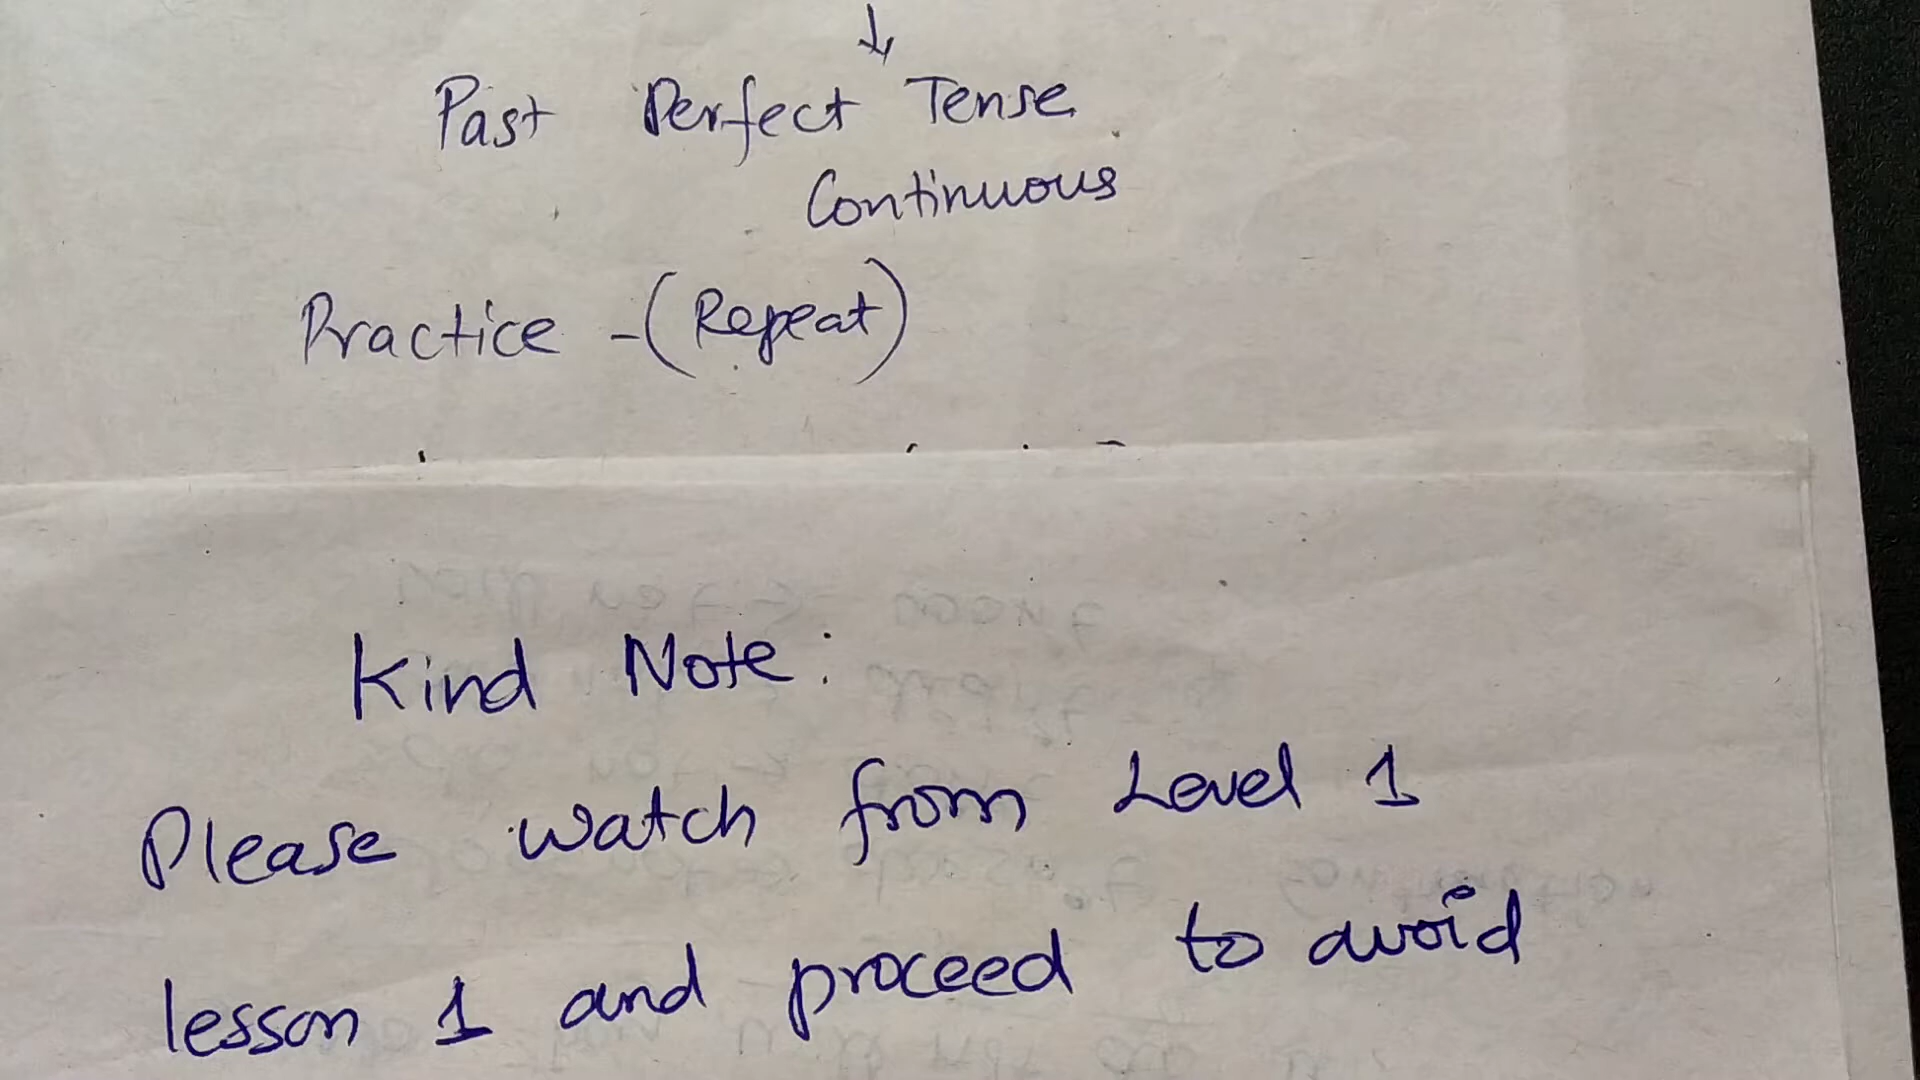 ↓
Past Perfect Tense
Continuous
Practice - (Repeat)
Kind Note:
Please watch from Level 1
lesson 1 and proceed to avoid